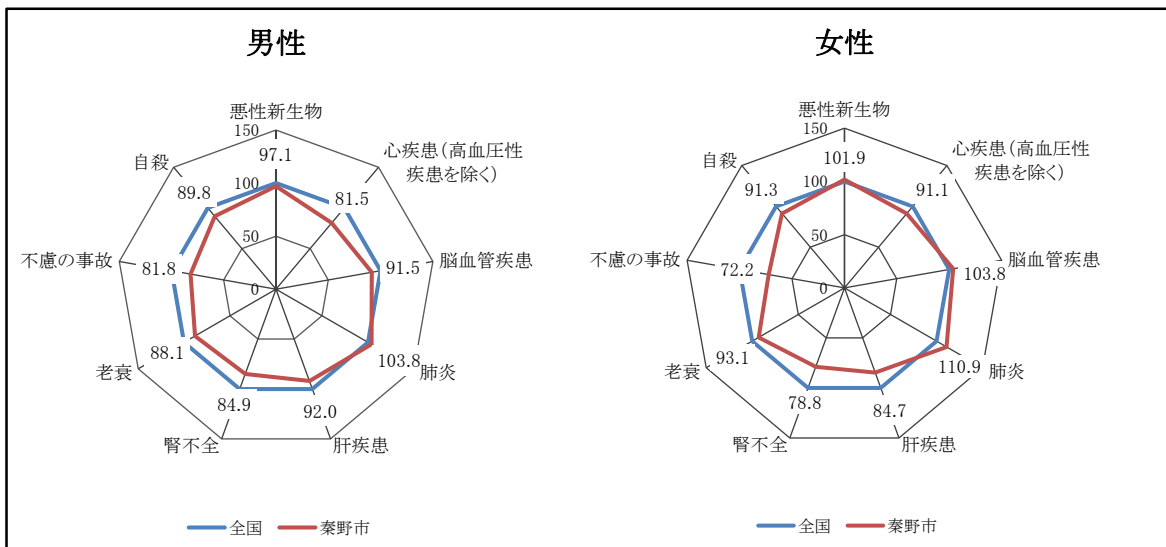 男性
悪性新生物
150
97.1
心疾患(高血圧性
疾患を除く)
自殺
100
89.8
81.5
50
不慮の事故
81.8
91.5
脳血管疾患
0
88.1
103.8
老衰
肺炎
84.9
92.0
腎不全
肝疾患
全国
秦野市
女性
悪性新生物
150
101.9
心疾患(高血圧性
疾患を除く)
自殺
100
91.3
91.1
50
不慮の事故
72.2
103.8
脳血管疾患
0
93.1
110.9
老衰
肺炎
78.8
84.7
腎不全
肝疾患
全国
秦野市